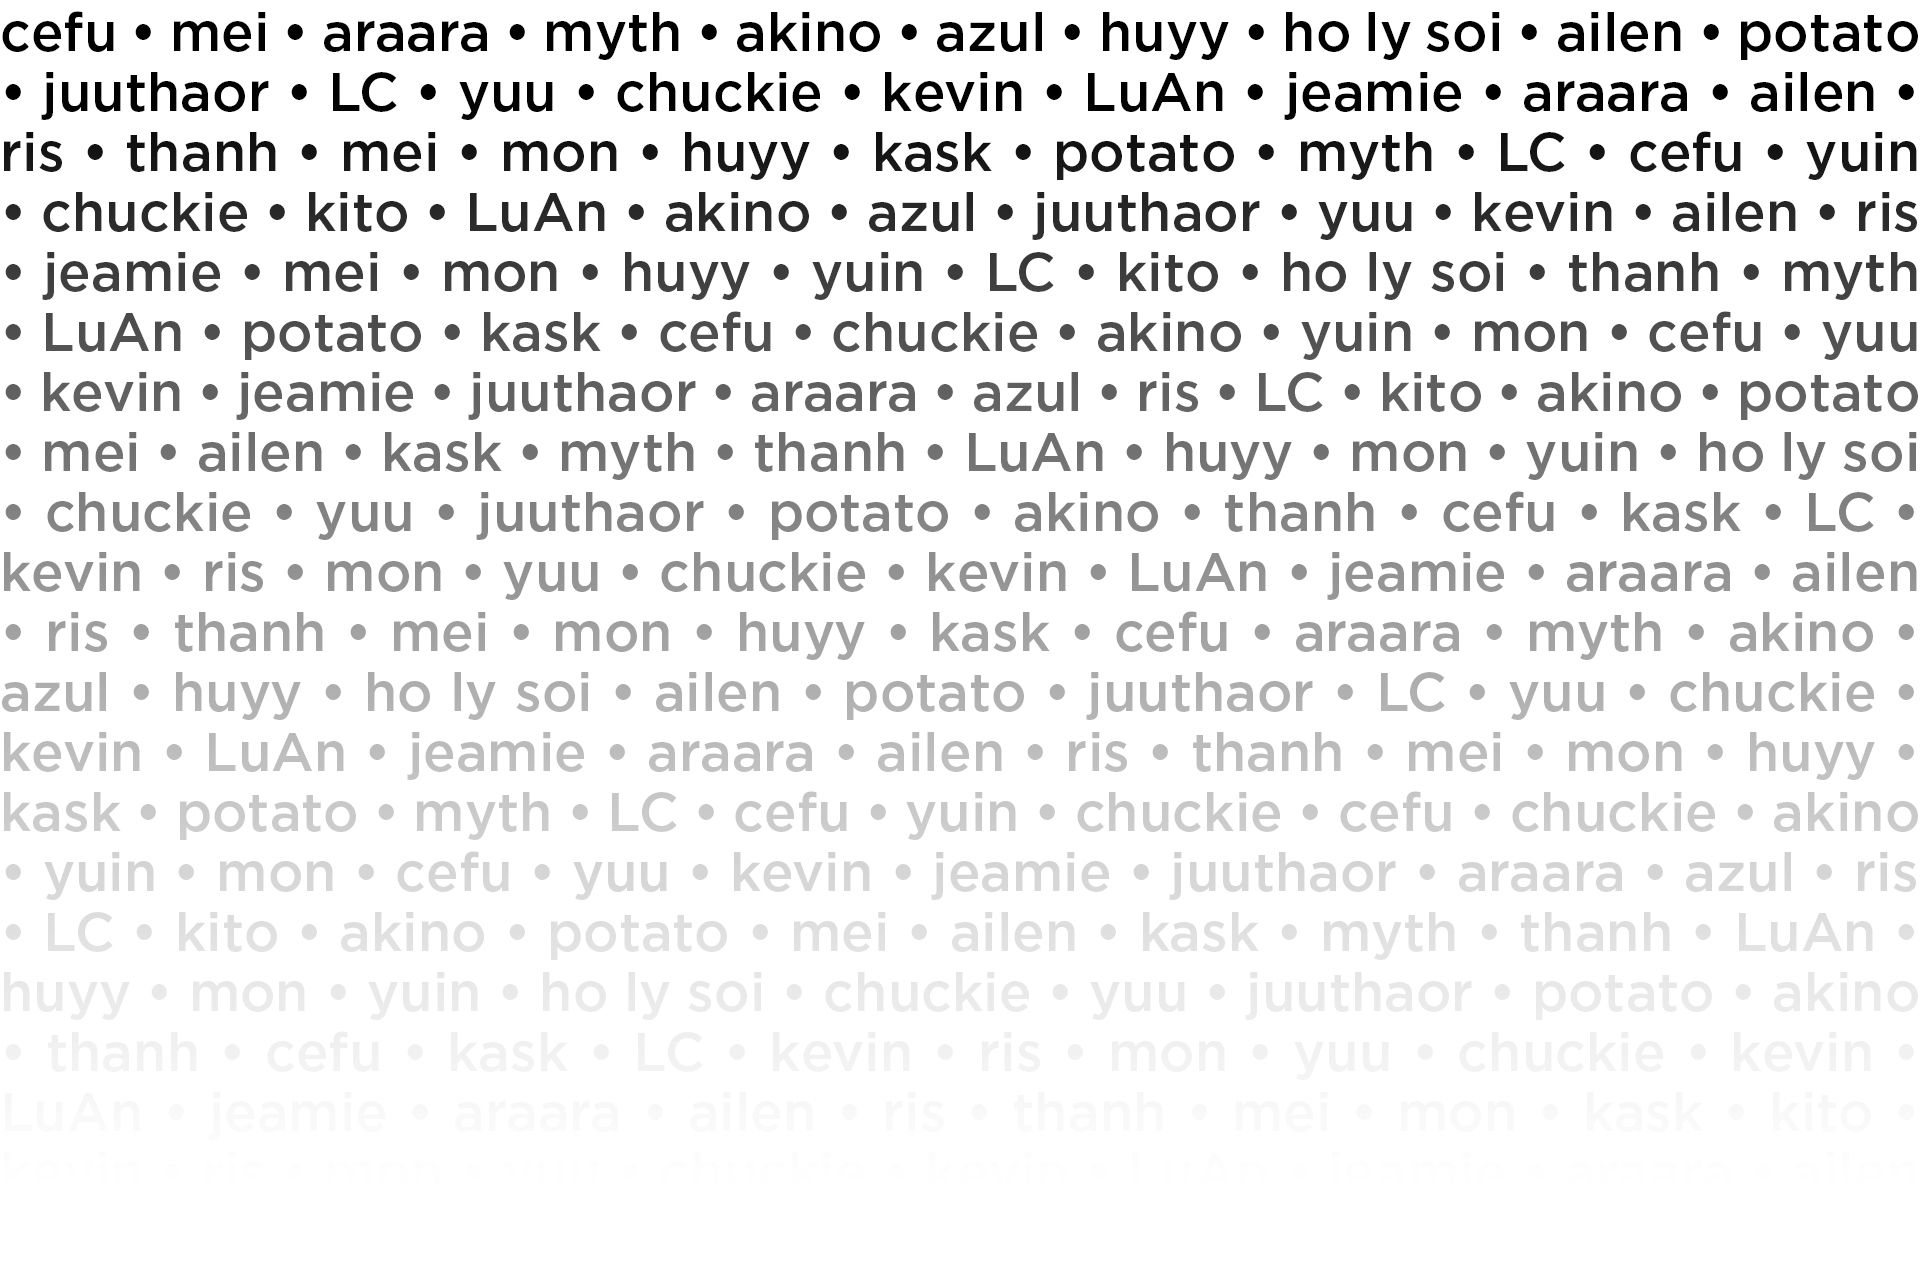 cefu • mei • araara • myth • akino • azul • huyy • ho ly soi • ailen • potato
• juuthaor • LC • yuu • chuckie • kevin • LuAn • jeamie • araara • ailen •
ris • thanh • mei • mon • huyy • kask • potato • myth • LC • cefu • yuin
• chuckie • kito • LuAn • akino • azul • juuthaor • yuu • kevin • ailen • ris
• jeamie • mei • mon • huyy • yuin • LC • kito • ho ly soi • thanh • myth
• LuAn • potato • kask • cefu • chuckie • akino • yuin • mon • cefu • yuu
• kevin • jeamie • juuthaor • araara • azul • ris • LC • kito • akino • potato
• mei • ailen • kask • myth • thanh • LuAn • huyy • mon • yuin • ho ly soi
• chuckie • yuu • juuthaor • potato • akino • thanh • cefu • kask • LC •
kevin • ris • mon • yuu • chuckie • kevin • LuAn • jeamie • araara • ailen
• ris • thanh • mei • mon • huyy • kask • cefu • araara • myth • akino •
azul • huyy • ho ly soi • ailen • potato • juuthaor • LC • yuu • chuckie •
kevin • LuAn • jeamie • araara • ailen • ris • thanh • mei • mon • huyy •
kask • potato • myth • LC • cefu • yuin • chuckie • cefu • chuckie • akino
• yuin • mon • cefu • yuu • kevin • jeamie • juuthaor • araara • azul • ris
• LC • kito • akino • potato • mei • ailen • kask • myth • thanh • LuAn •
huyy • mon • yuin • ho ly soi • chuckie • yuu • juuthaor • potato • akino
• thanh • cefu • kask • LC • kevin • ris • mon • yuu • chuckie • kevin •
LuAn • jeamie • araara • ailen • ris • thanh • mei • mon • kask • kito •
kevin • ris • mon • yuu • chuckie • kevin • LuAn • jeamie • araara • ailen